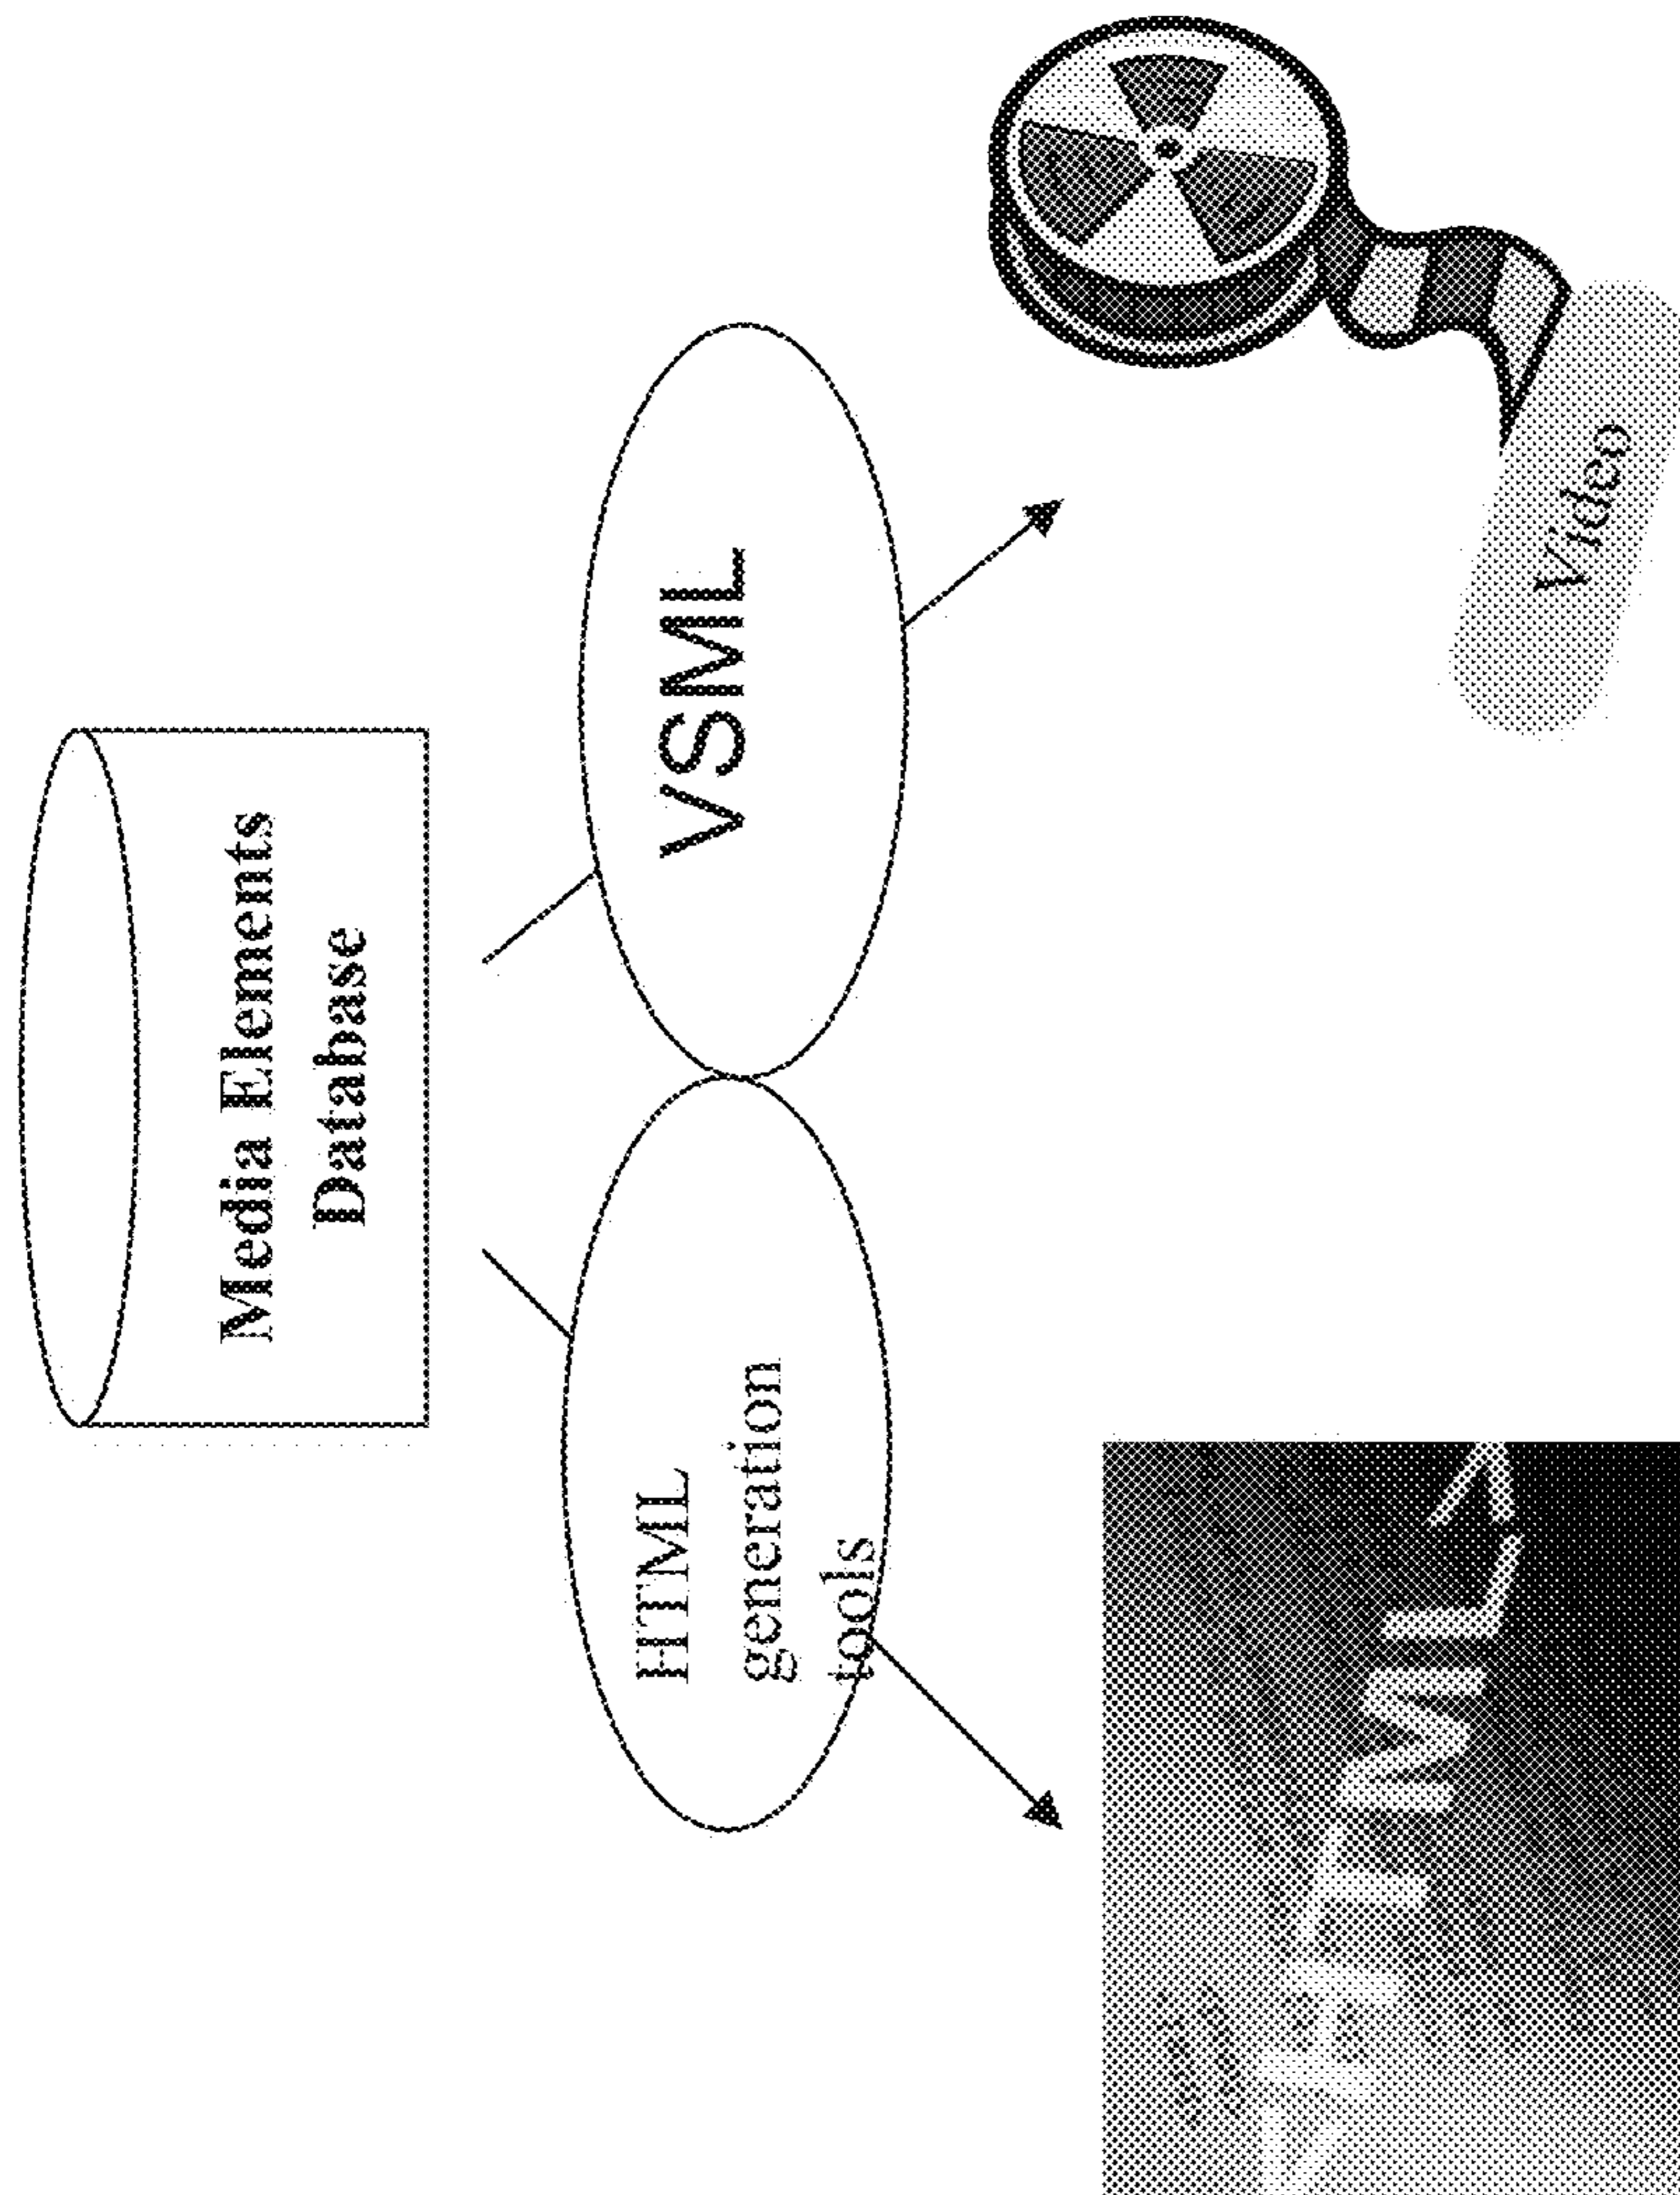 Media Elements
Database
HTML
generation
tools
VSML
<HTML>
Video